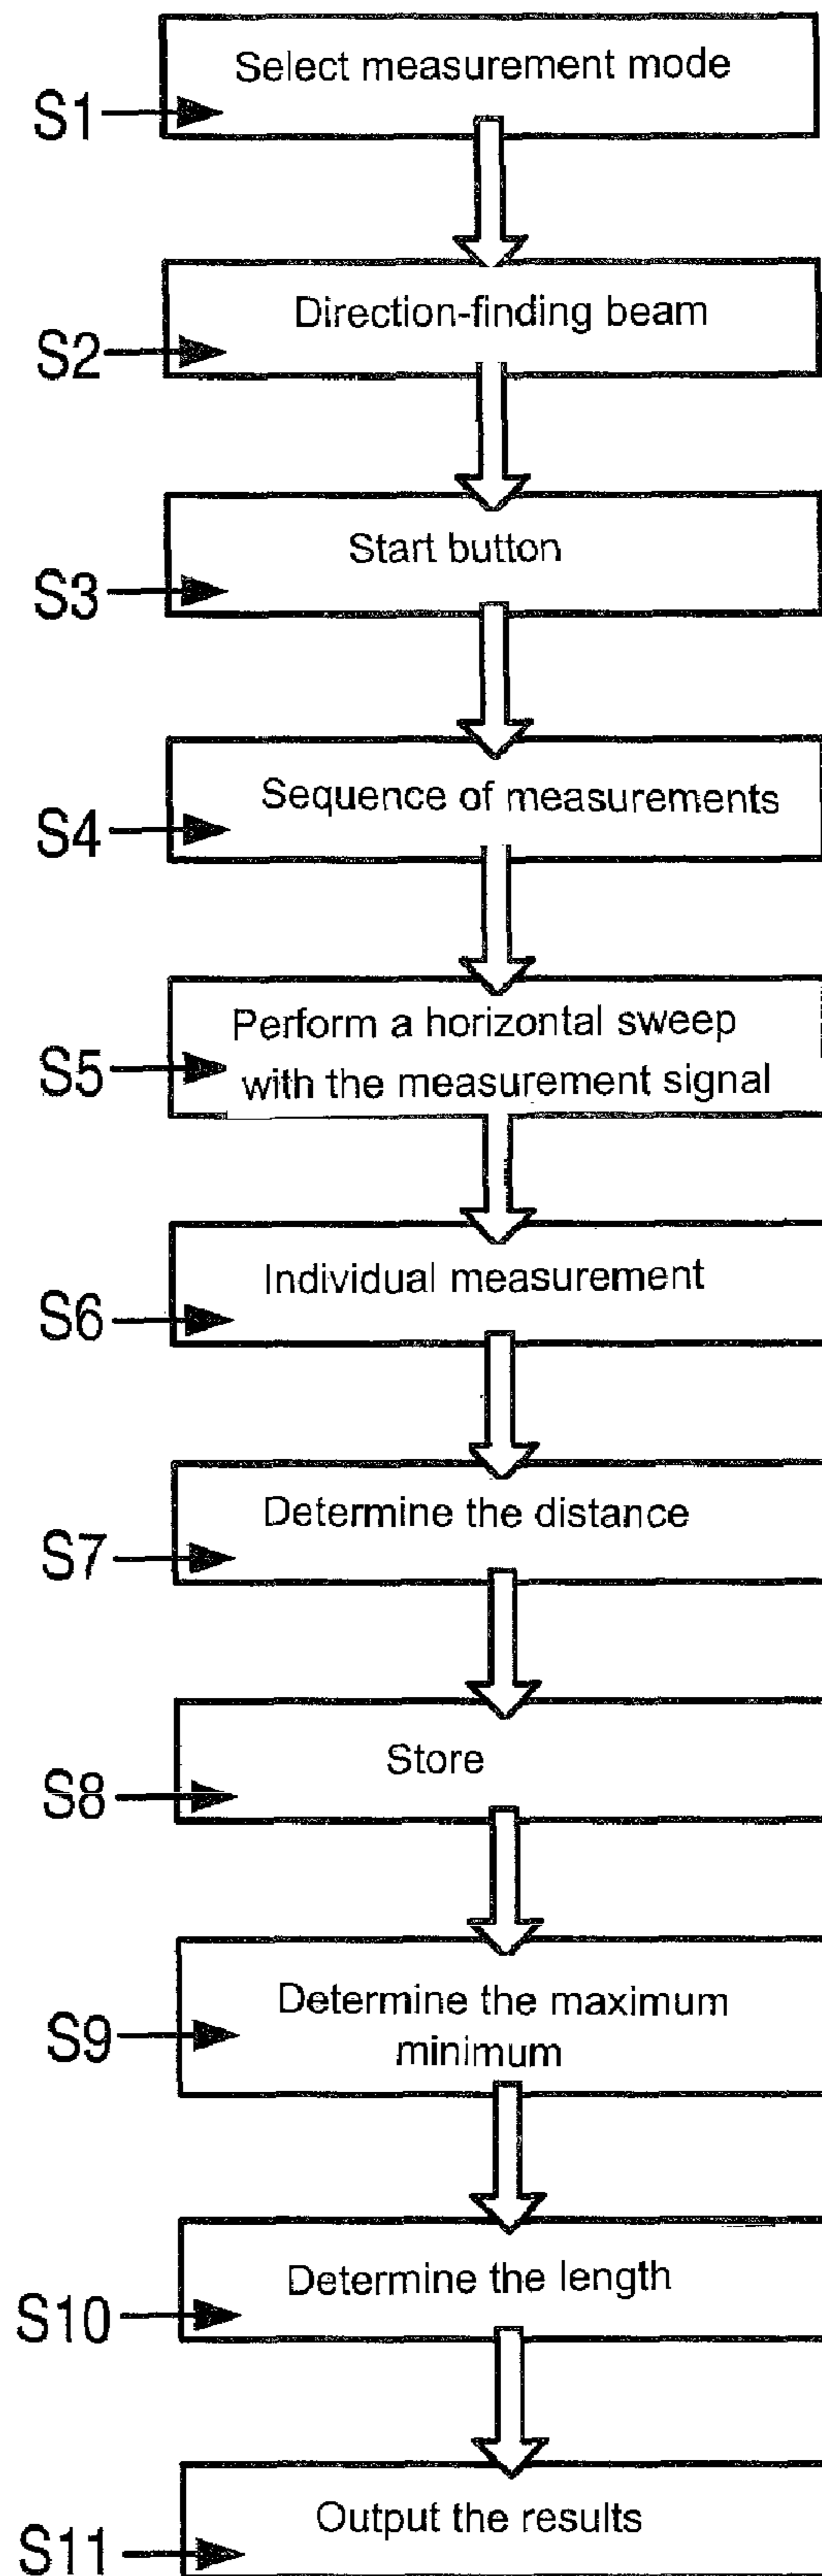 Select measurement mode
S1
Direction-finding beam
S2
Start button
S3
Sequence of measurements
S4
Perform a horizontal sweep
with the measurement signal
S5
Individual measurement
S6
Determine the distance
S7
Store
S8
Determine the maximum
minimum
S9
Determine the length
S10
Output the results
S11